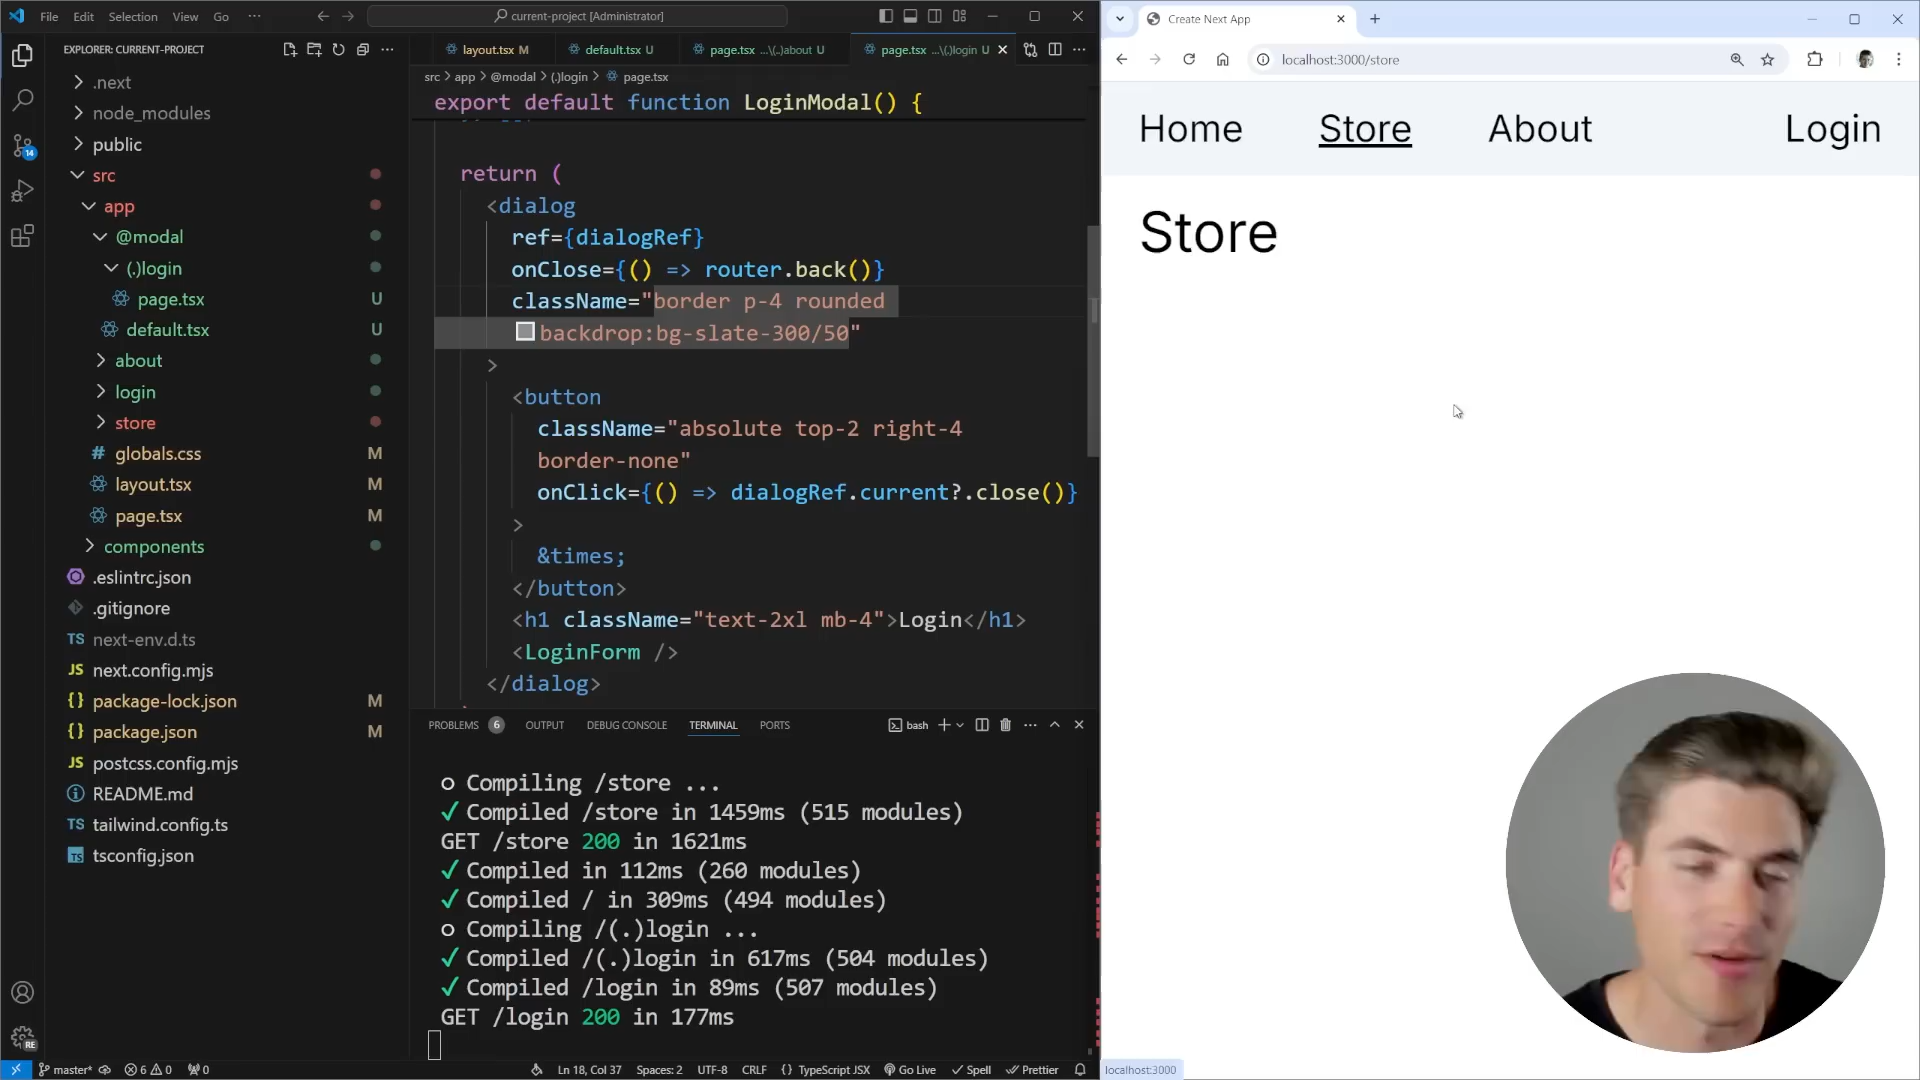 File Edit Selection View Go ···
current-project [Administrator]
EXPLORER: CURRENT-PROJECT
.next
node_modules
public
src
app
@modal
(.)login
page.tsx U
default.tsx U
about
login
store
globals.css M
layout.tsx M
page.tsx M
components
.eslintrc.json
.gitignore
TS next-env.d.ts
JS next.config.mjs
package-lock.json M
package.json M
JS postcss.config.mjs
README.md
TS tailwind.config.ts
tsconfig.json
14
RE
layout.tsx M default.tsx U page.tsx ...\(.)about U page.tsx ...\(.)login U
src > app > @modal > (.)login > page.tsx
export default function LoginModal() {
return (
<dialog
ref={dialogRef}
onClose={() => router.back()}
className="border p-4 rounded
backdrop:bg-slate-300/50"
>
<button
className="absolute top-2 right-4
border-none"
onClick={() => dialogRef.current?.close()}
>
&times;
</button>
<h1 className="text-2xl mb-4">Login</h1>
<LoginForm />
</dialog>
PROBLEMS 6 OUTPUT DEBUG CONSOLE TERMINAL PORTS bash
○ Compiling /store ...
✓ Compiled /store in 1459ms (515 modules)
GET /store 200 in 1621ms
✓ Compiled in 112ms (260 modules)
✓ Compiled / in 309ms (494 modules)
○ Compiling /(.)login ...
✓ Compiled /(.)login in 617ms (504 modules)
✓ Compiled /login in 89ms (507 modules)
GET /login 200 in 177ms
master* 6 0 0 Ln 18, Col 37 Spaces: 2 UTF-8 CRLF {} TypeScript JSX Go Live Spell Prettier
Create Next App
localhost:3000/store
Home Store About Login
Store
localhost:3000